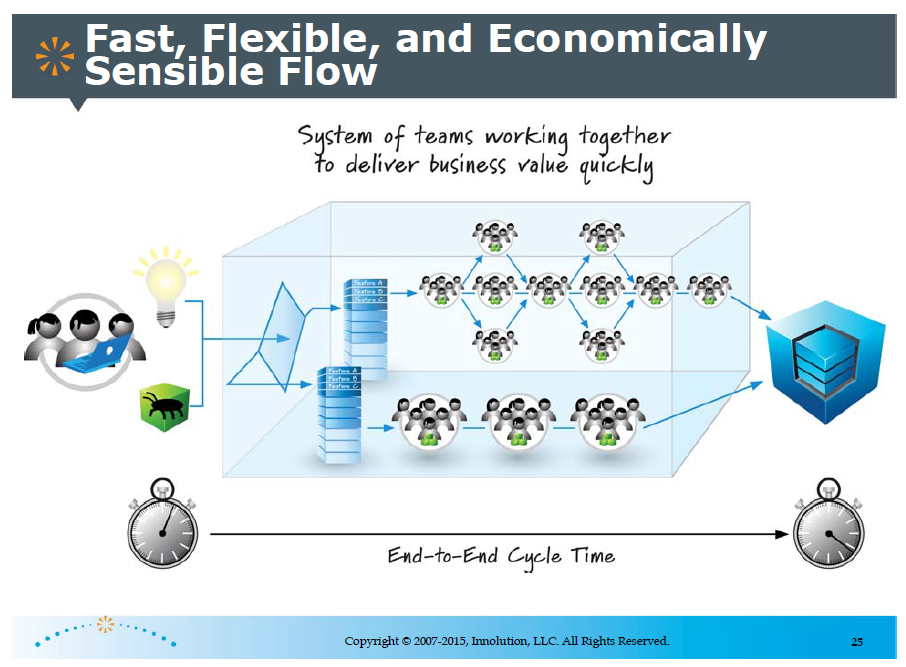 Fast, Flexible, and Economically
Sensible Flow
System of teams working together
to deliver business value quickly
Feature A
Feature B
Feature C
Feature A
Feature B
Feature C
End-to-End Cycle Time
Copyright © 2007-2015, Innolution, LLC. All Rights Reserved.
25